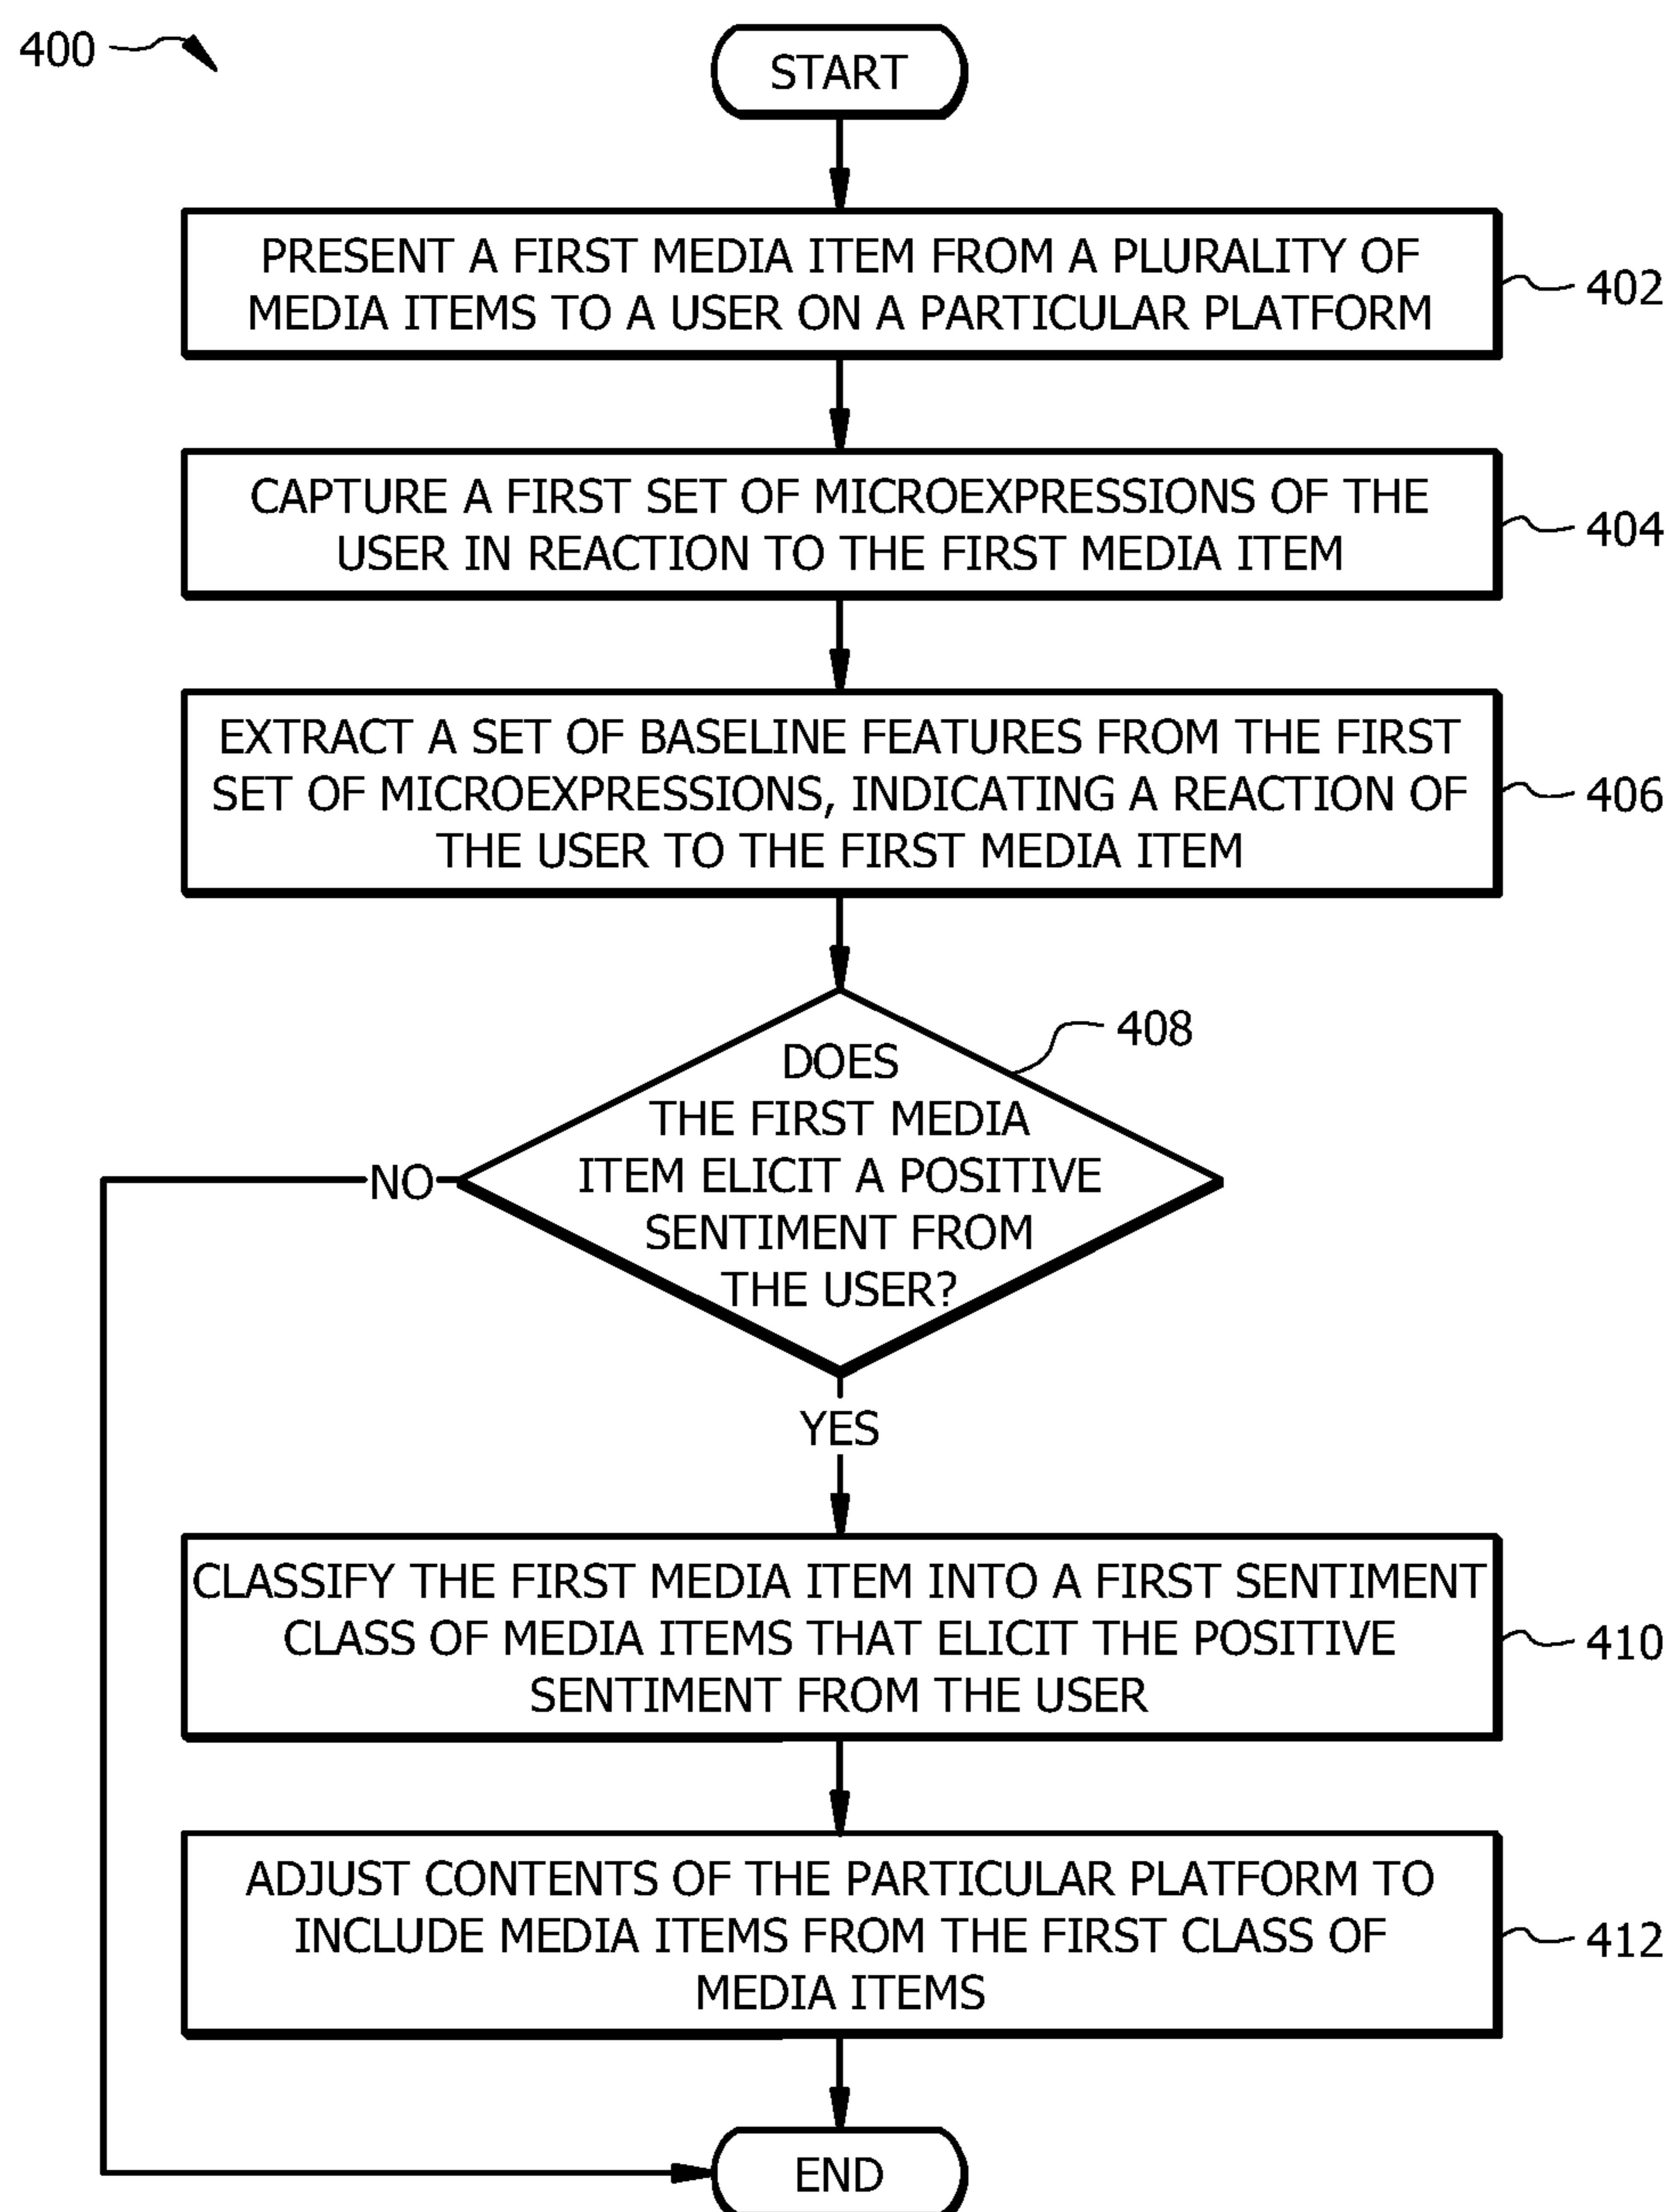 400
START
PRESENT A FIRST MEDIA ITEM FROM A PLURALITY OF
MEDIA ITEMS TO A USER ON A PARTICULAR PLATFORM
402
CAPTURE A FIRST SET OF MICROEXPRESSIONS OF THE
USER IN REACTION TO THE FIRST MEDIA ITEM
404
EXTRACT A SET OF BASELINE FEATURES FROM THE FIRST
SET OF MICROEXPRESSIONS, INDICATING A REACTION OF
THE USER TO THE FIRST MEDIA ITEM
406
DOES
THE FIRST MEDIA
ITEM ELICIT A POSITIVE
SENTIMENT FROM
THE USER?
408
NO
YES
CLASSIFY THE FIRST MEDIA ITEM INTO A FIRST SENTIMENT
CLASS OF MEDIA ITEMS THAT ELICIT THE POSITIVE
SENTIMENT FROM THE USER
410
ADJUST CONTENTS OF THE PARTICULAR PLATFORM TO
INCLUDE MEDIA ITEMS FROM THE FIRST CLASS OF
MEDIA ITEMS
412
END